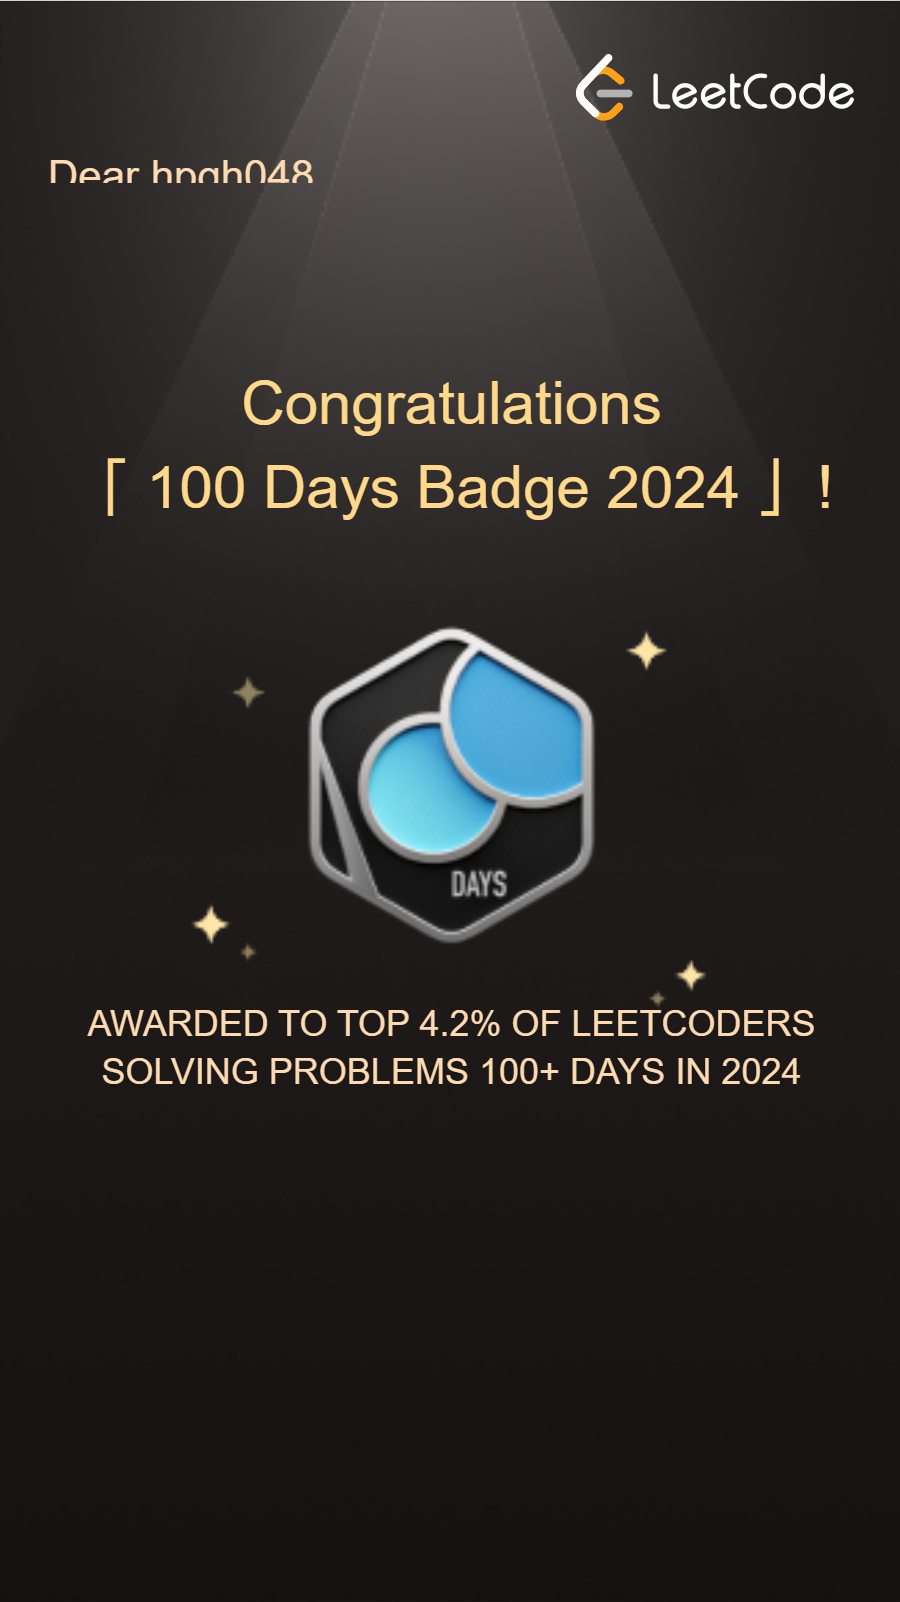 LeetCode
Dear
Congratulations
「 100 Days Badge 2024 」!
DAYS
AWARDED TO TOP 4.2% OF LEETCODERS
SOLVING PROBLEMS 100+ DAYS IN 2024